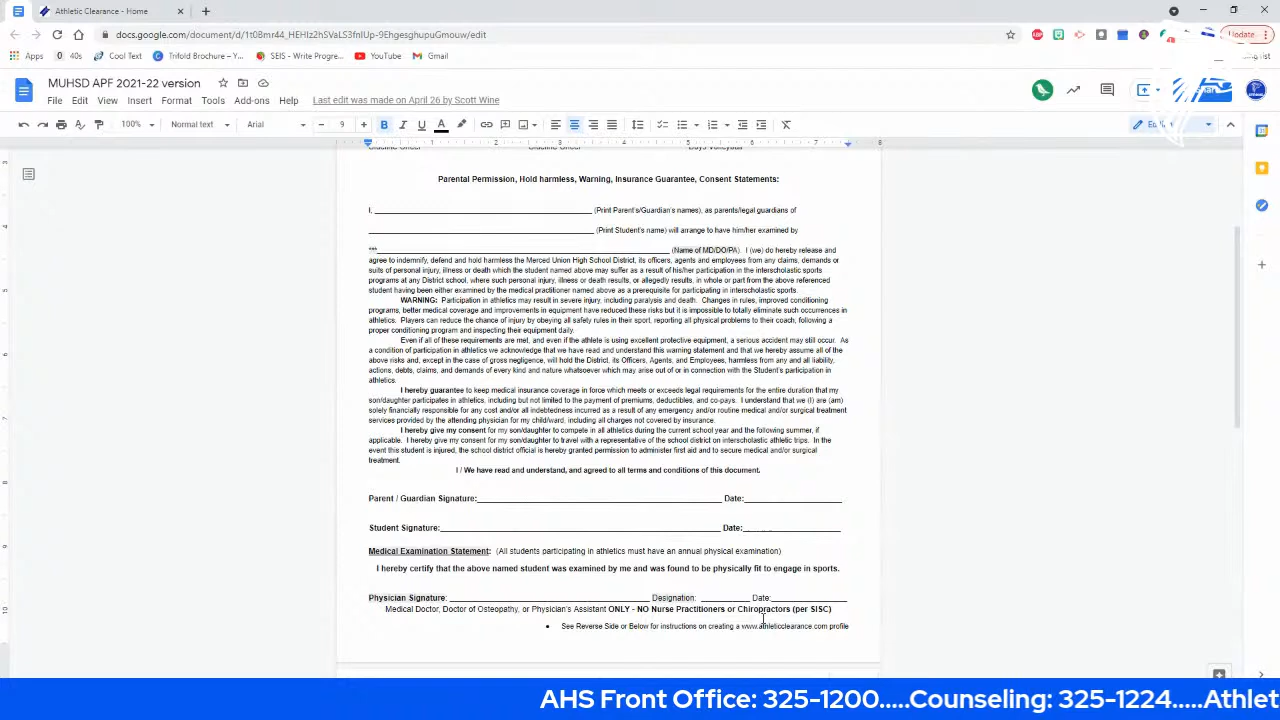 Athletic Clearance - Home
docs.google.com/document/d/1t08mr44_HEHIz2hSVaLS3fnIUp-9EhgesghupuGmouw/edit
Update
Apps 40s Cool Text Trifold Brochure – Y... SEIS - Write Progre... YouTube Gmail
MUHSD APF 2021-22 version
File Edit View Insert Format Tools Add-ons Help Last edit was made on April 26 by Scott Wine
100% Normal text Arial 9
Parental Permission, Hold harmless, Warning, Insurance Guarantee, Consent Statements:
I, ____ (Print Parent's/Guardian's names), as parents/legal guardians of
____ (Print Student's name) will arrange to have him/her examined by
***____ (Name of MD/DO/PA). I (we) do hereby release and
agree to indemnify, defend and hold harmless the Merced Union High School District, its officers, agents and employees from any claims, demands or
suits of personal injury, illness or death which the student named above may suffer as a result of his/her participation in the interscholastic sports
programs at any District school, where such personal injury, illness or death results, or allegedly results, in whole or part from the above referenced
student having been either examined by the medical practitioner named above as a prerequisite for participating in interscholastic sports.
WARNING: Participation in athletics may result in severe injury, including paralysis and death. Changes in rules, improved conditioning
programs, better medical coverage and improvements in equipment have reduced these risks but it is impossible to totally eliminate such occurrences in
athletics. Players can reduce the chance of injury by obeying all safety rules in their sport, reporting all physical problems to their coach, following a
proper conditioning program and inspecting their equipment daily.
Even if all of these requirements are met, and even if the athlete is using excellent protective equipment, a serious accident may still occur. As
a condition of participation in athletics we acknowledge that we have read and understand this warning statement and that we hereby assume all of the
above risks and, except in the case of gross negligence, will hold the District, its Officers, Agents, and Employees, harmless from any and all liability,
actions, debts, claims, and demands of every kind and nature whatsoever which may arise out of or in connection with the Student's participation in
athletics.
I hereby guarantee to keep medical insurance coverage in force which meets or exceeds legal requirements for the entire duration that my
son/daughter participates in athletics, including but not limited to the payment of premiums, deductibles, and co-pays. I understand that we (I) are (am)
solely financially responsible for any cost and/or all indebtedness incurred as a result of any emergency and/or routine medical and/or surgical treatment
services provided by the attending physician for my child/ward, including all charges not covered by insurance.
I hereby give my consent for my son/daughter to compete in all athletics during the current school year and the following summer, if
applicable. I hereby give my consent for my son/daughter to travel with a representative of the school district on interscholastic athletic trips. In the
event this student is injured, the school district official is hereby granted permission to administer first aid and to secure medical and/or surgical
treatment.
I / We have read and understand, and agreed to all terms and conditions of this document.
Parent / Guardian Signature:____ Date:____
Student Signature:____ Date:____
Medical Examination Statement: (All students participating in athletics must have an annual physical examination)
I hereby certify that the above named student was examined by me and was found to be physically fit to engage in sports.
Physician Signature: ____ Designation: ____ Date:____
Medical Doctor, Doctor of Osteopathy, or Physician's Assistant ONLY - NO Nurse Practitioners or Chiropractors (per SISC)
• See Reverse Side or Below for instructions on creating a www.athleticclearance.com profile
AHS Front Office: 325-1200.....Counseling: 325-1224.....Athlet